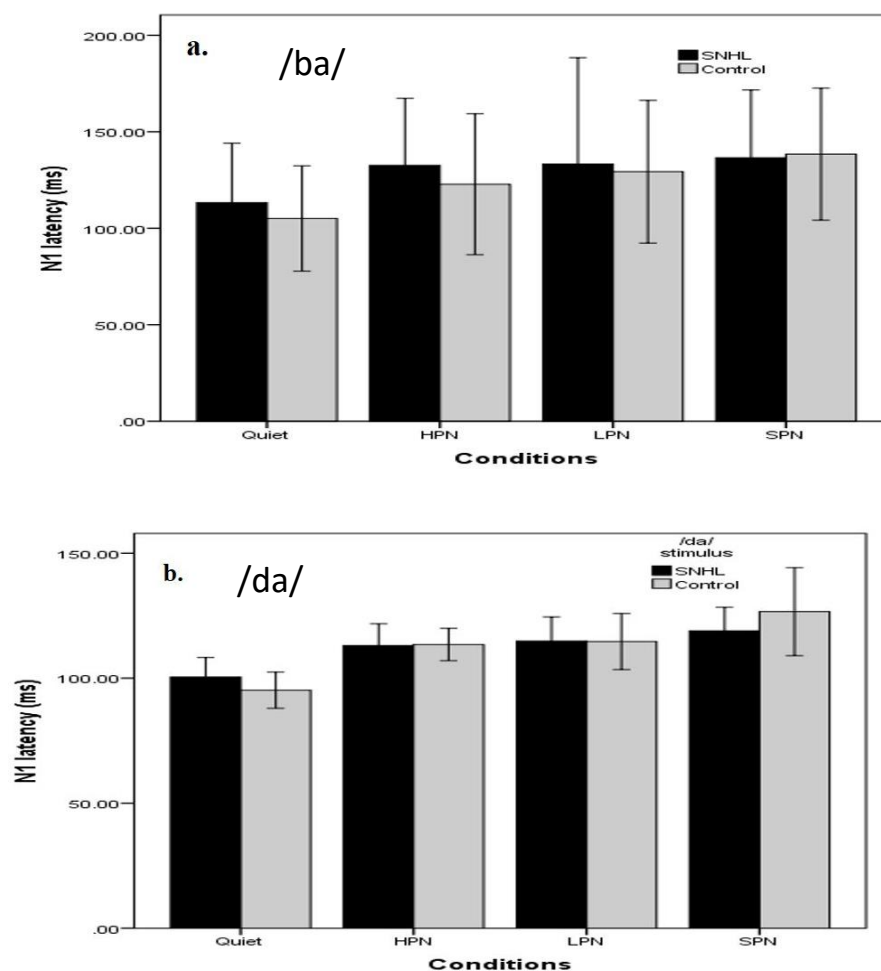 a.
/ba/
SNHL
Control
N1 latency (ms)
200.00
150.00
100.00
50.00
.00
Quiet HPN LPN SPN
Conditions
b.
/da/
/da/
stimulus
SNHL
Control
N1 latency (ms)
150.00
100.00
50.00
.00
Quiet HPN LPN SPN
Conditions